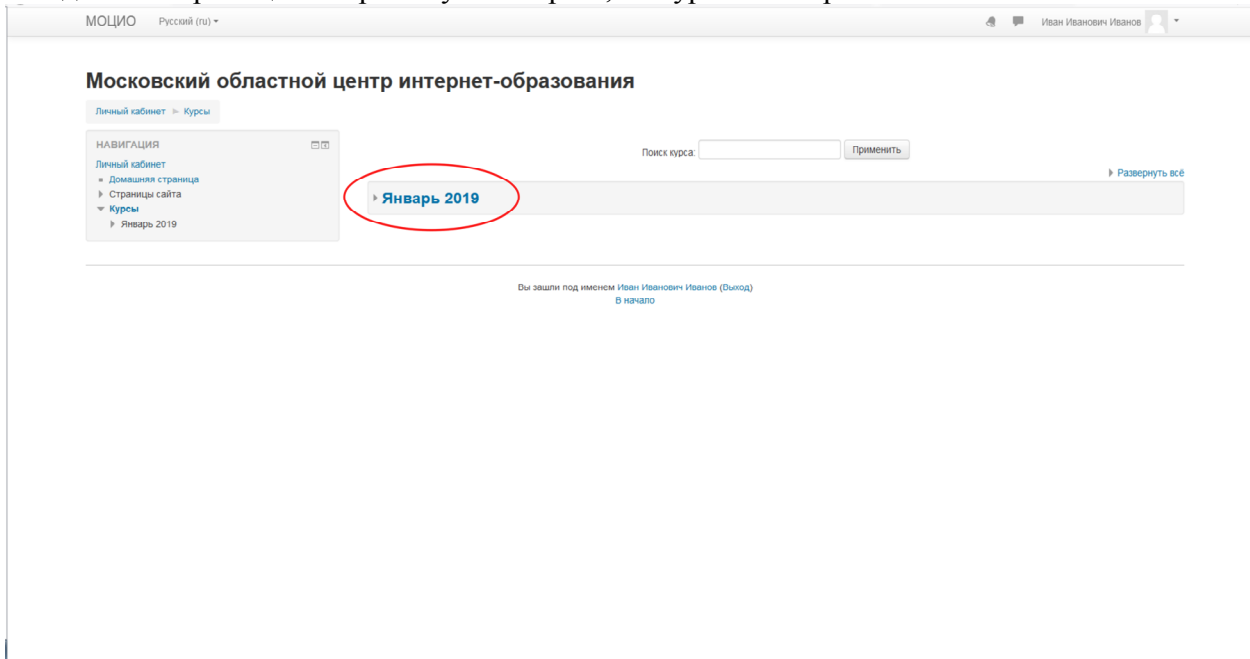 МОЦИО Русский (ru) Иван Иванович Иванов
Московский областной центр интернет-образования
Личный кабинет ► Курсы
НАВИГАЦИЯ
Личный кабинет
Домашняя страница
Страницы сайта
Курсы
Январь 2019
Поиск курса: Применить
Развернуть всё
Январь 2019
Вы зашли под именем Иван Иванович Иванов (Выход)
В начало